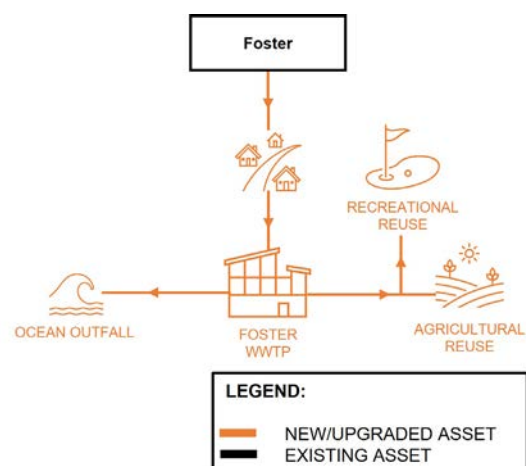 Foster
RECREATIONAL
REUSE
OCEAN OUTFALL
FOSTER
WWTP
AGRICULTURAL
REUSE
LEGEND:
NEW/UPGRADED ASSET
EXISTING ASSET